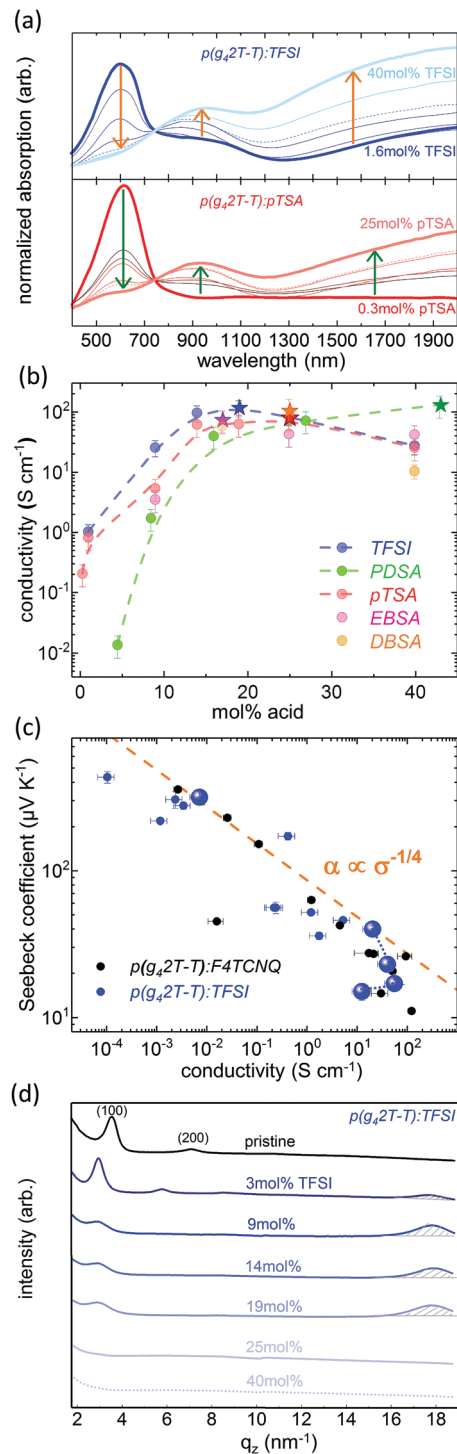 (a)
normalized absorption (arb.)
p(g₄2T-T):TFSI
40mol% TFSI
1.6mol% TFSI
p(g₄2T-T):pTSA
25mol% pTSA
0.3mol% pTSA
500 700 900 1100 1300 1500 1700 1900
wavelength (nm)
(b)
conductivity (S cm⁻¹)
10²
10¹
10⁰
10⁻¹
10⁻²
TFSI
PDSA
pTSA
EBSA
DBSA
0 10 20 30 40
mol% acid
(c)
Seebeck coefficient (µV K⁻¹)
10²
10¹
α ∝ σ⁻¹/⁴
p(g₄2T-T):F4TCNQ
p(g₄2T-T):TFSI
10⁻⁴ 10⁻³ 10⁻² 10⁻¹ 10⁰ 10¹ 10²
conductivity (S cm⁻¹)
(d)
intensity (arb.)
(100)
p(g₄2T-T):TFSI
(200)
pristine
3mol% TFSI
9mol%
14mol%
19mol%
25mol%
40mol%
2 4 6 8 10 12 14 16 18
q_z (nm⁻¹)